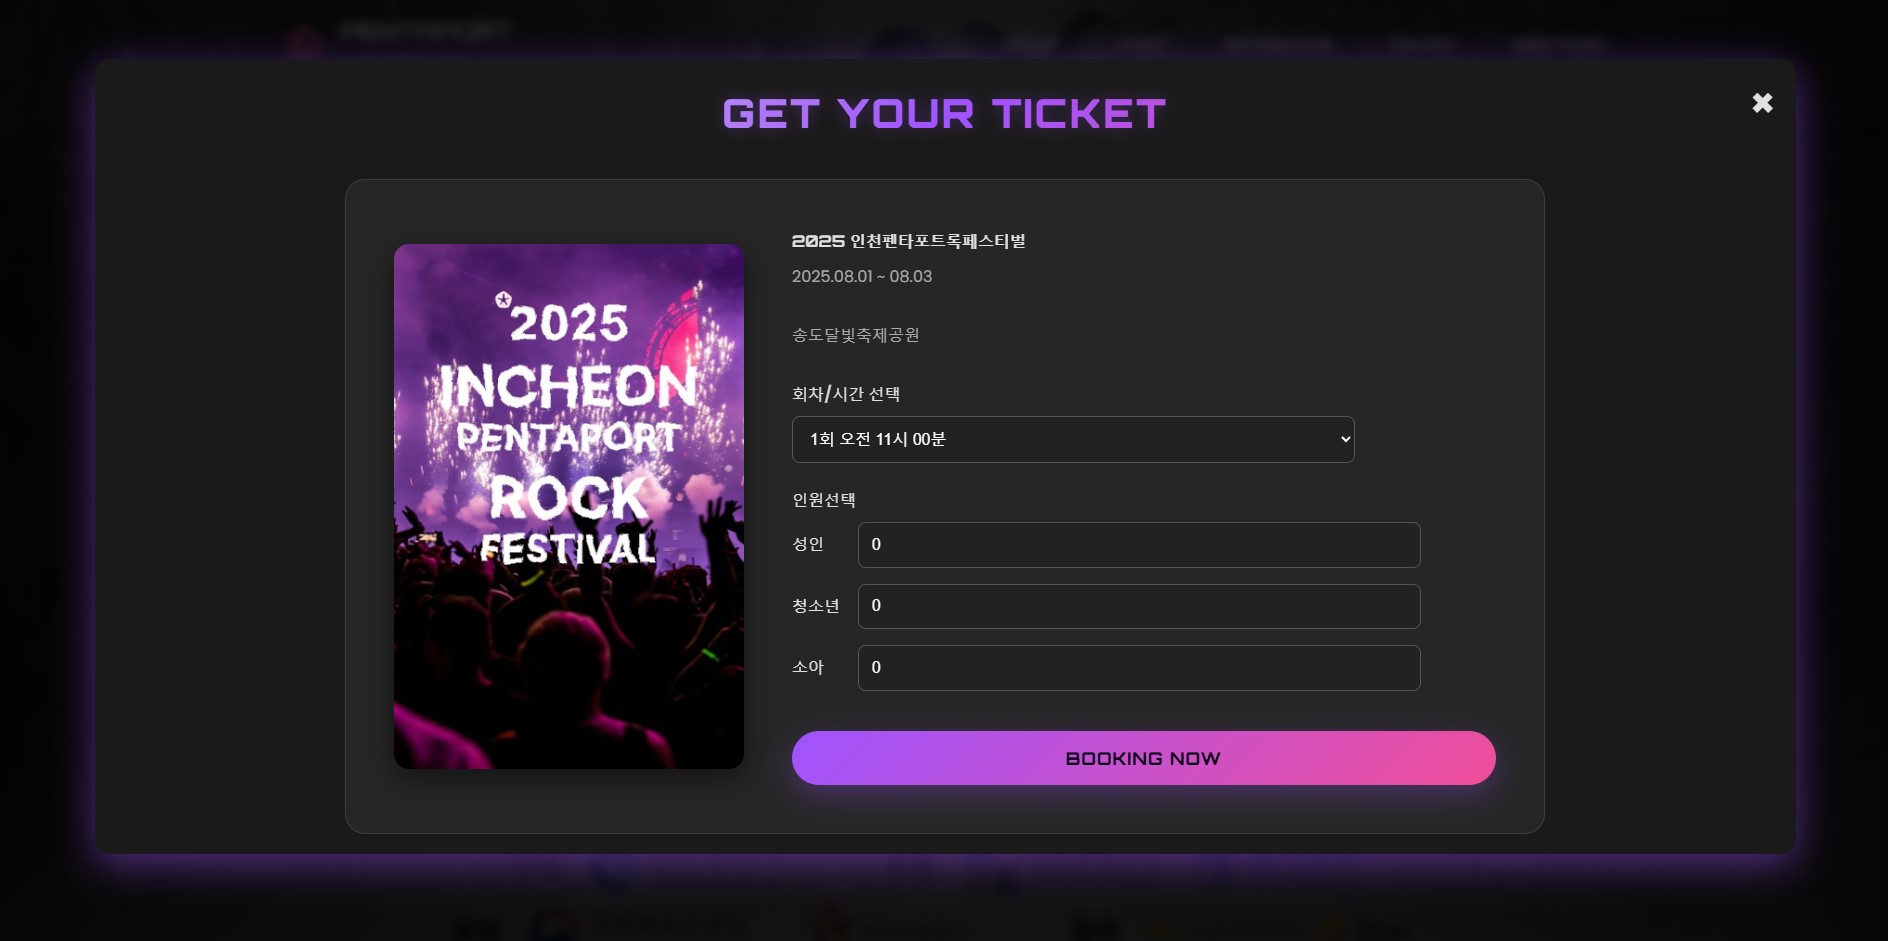 PENTAPORT
GET YOUR TICKET
✖
2025
INCHEON
PENTAPORT
ROCK
FESTIVAL
2025 인천펜타포트록페스티벌
2025.08.01 ~ 08.03
송도달빛축제공원
회차/시간 선택
1회 오전 11시 00분
인원선택
성인 0
청소년 0
소아 0
BOOKING NOW